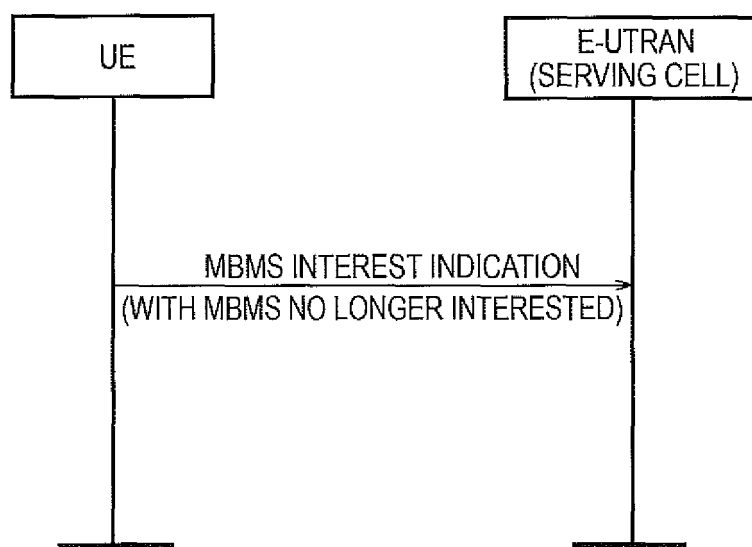 UE
E-UTRAN
(SERVING CELL)
MBMS INTEREST INDICATION
(WITH MBMS NO LONGER INTERESTED)